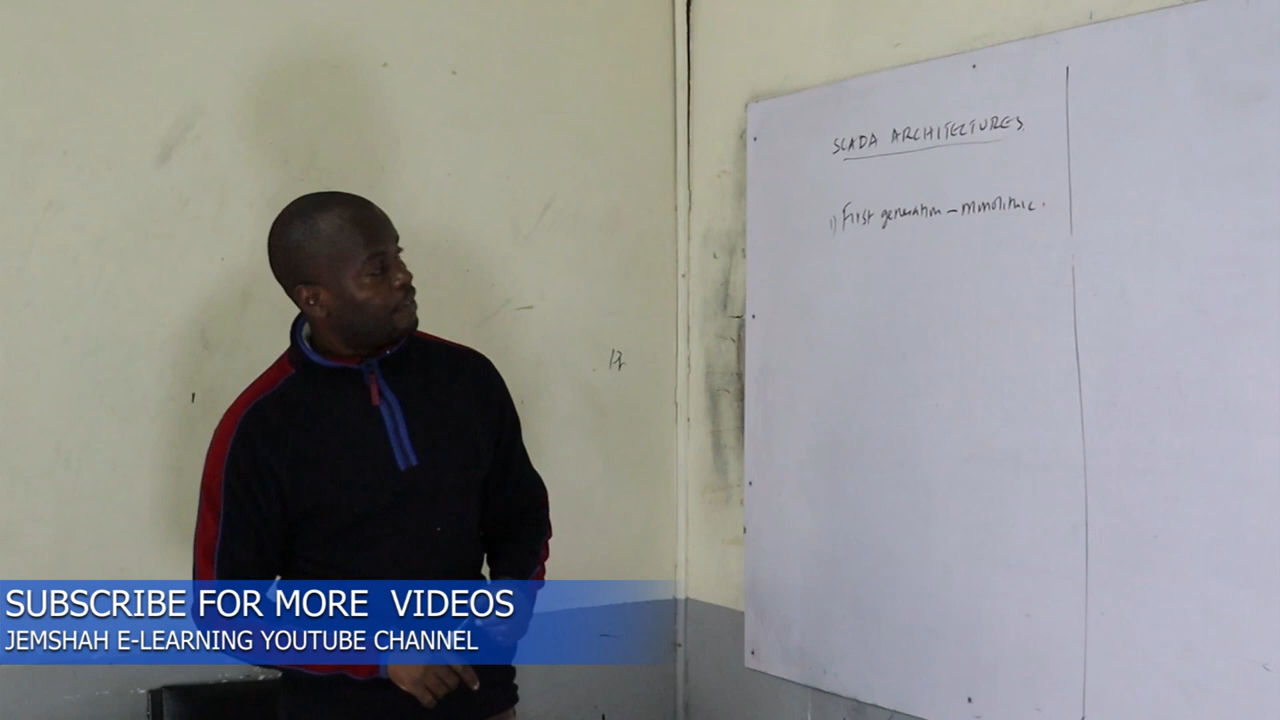 SCADA ARCHITECTURES
1) First generation - monolithic.
SUBSCRIBE FOR MORE VIDEOS
JEMSHAH E-LEARNING YOUTUBE CHANNEL